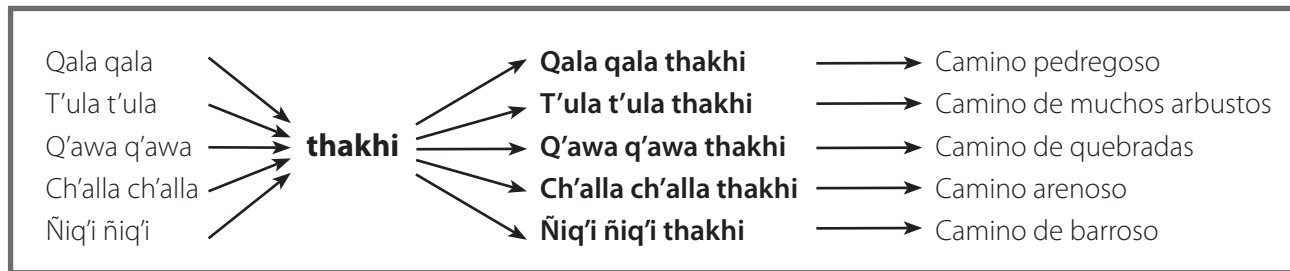 Qala qala Qala qala thakhi Camino pedregoso
T’ula t’ula T’ula t’ula thakhi Camino de muchos arbustos
Q’awa q’awa thakhi Q’awa q’awa thakhi Camino de quebradas
Ch’alla ch’alla Ch’alla ch’alla thakhi Camino arenoso
Ñiq’i ñiq’i Ñiq’i ñiq’i thakhi Camino de barroso